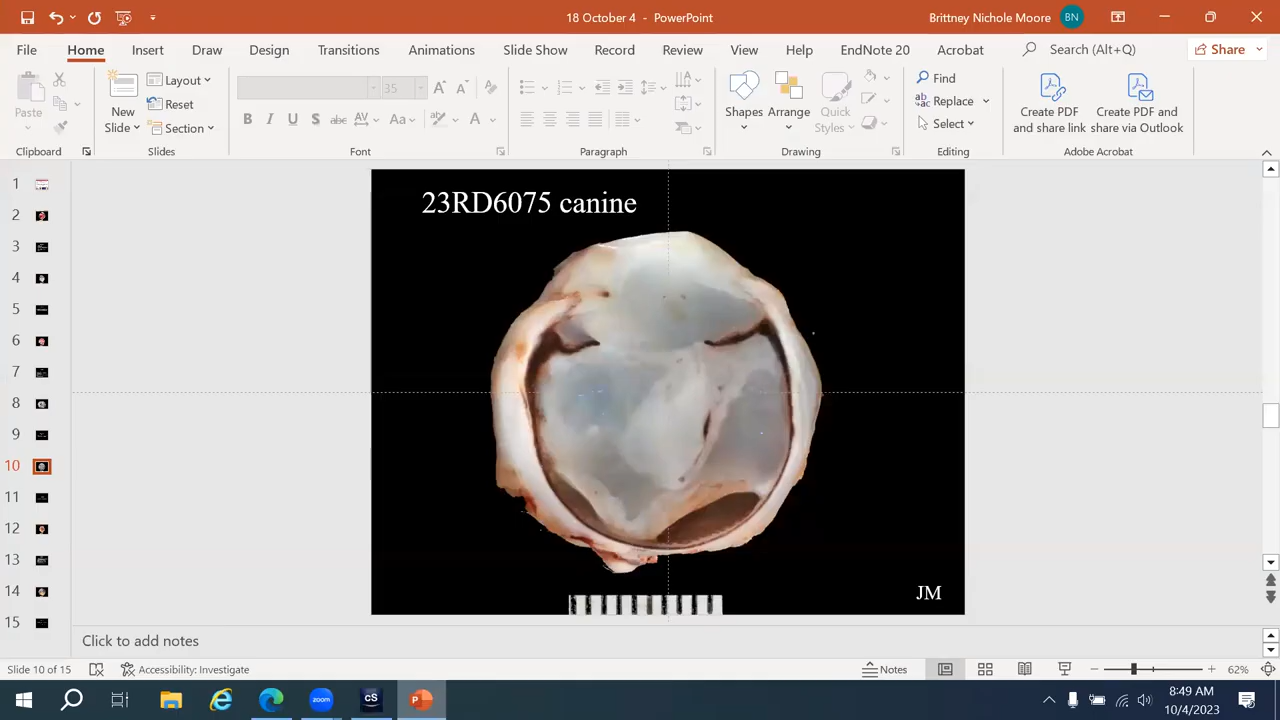 18 October 4 - PowerPoint
Brittney Nichole Moore
BN
File
Home
Insert
Draw
Design
Transitions
Animations
Slide Show
Record
Review
View
Help
EndNote 20
Acrobat
Search (Alt+Q)
Share
Paste
Clipboard
New Slide
Layout
Reset
Section
Slides
B I U S abc AV Aa A
Font
Paragraph
Shapes
Arrange
Quick Styles
Drawing
Find
Replace
Select
Editing
Create PDF and share link
Create PDF and share via Outlook
Adobe Acrobat
1
2
3
4
5
6
7
8
9
10
11
12
13
14
15
23RD6075 canine
JM
Click to add notes
Slide 10 of 15
Accessibility: Investigate
Notes
62%
zoom
cS
8:49 AM
10/4/2023